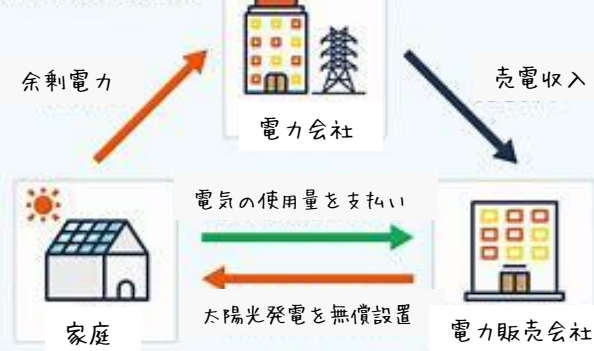 余剰電力
売電収入
電力会社
電気の使用量を支払い
太陽光発電を無償設置
家庭
電力販売会社